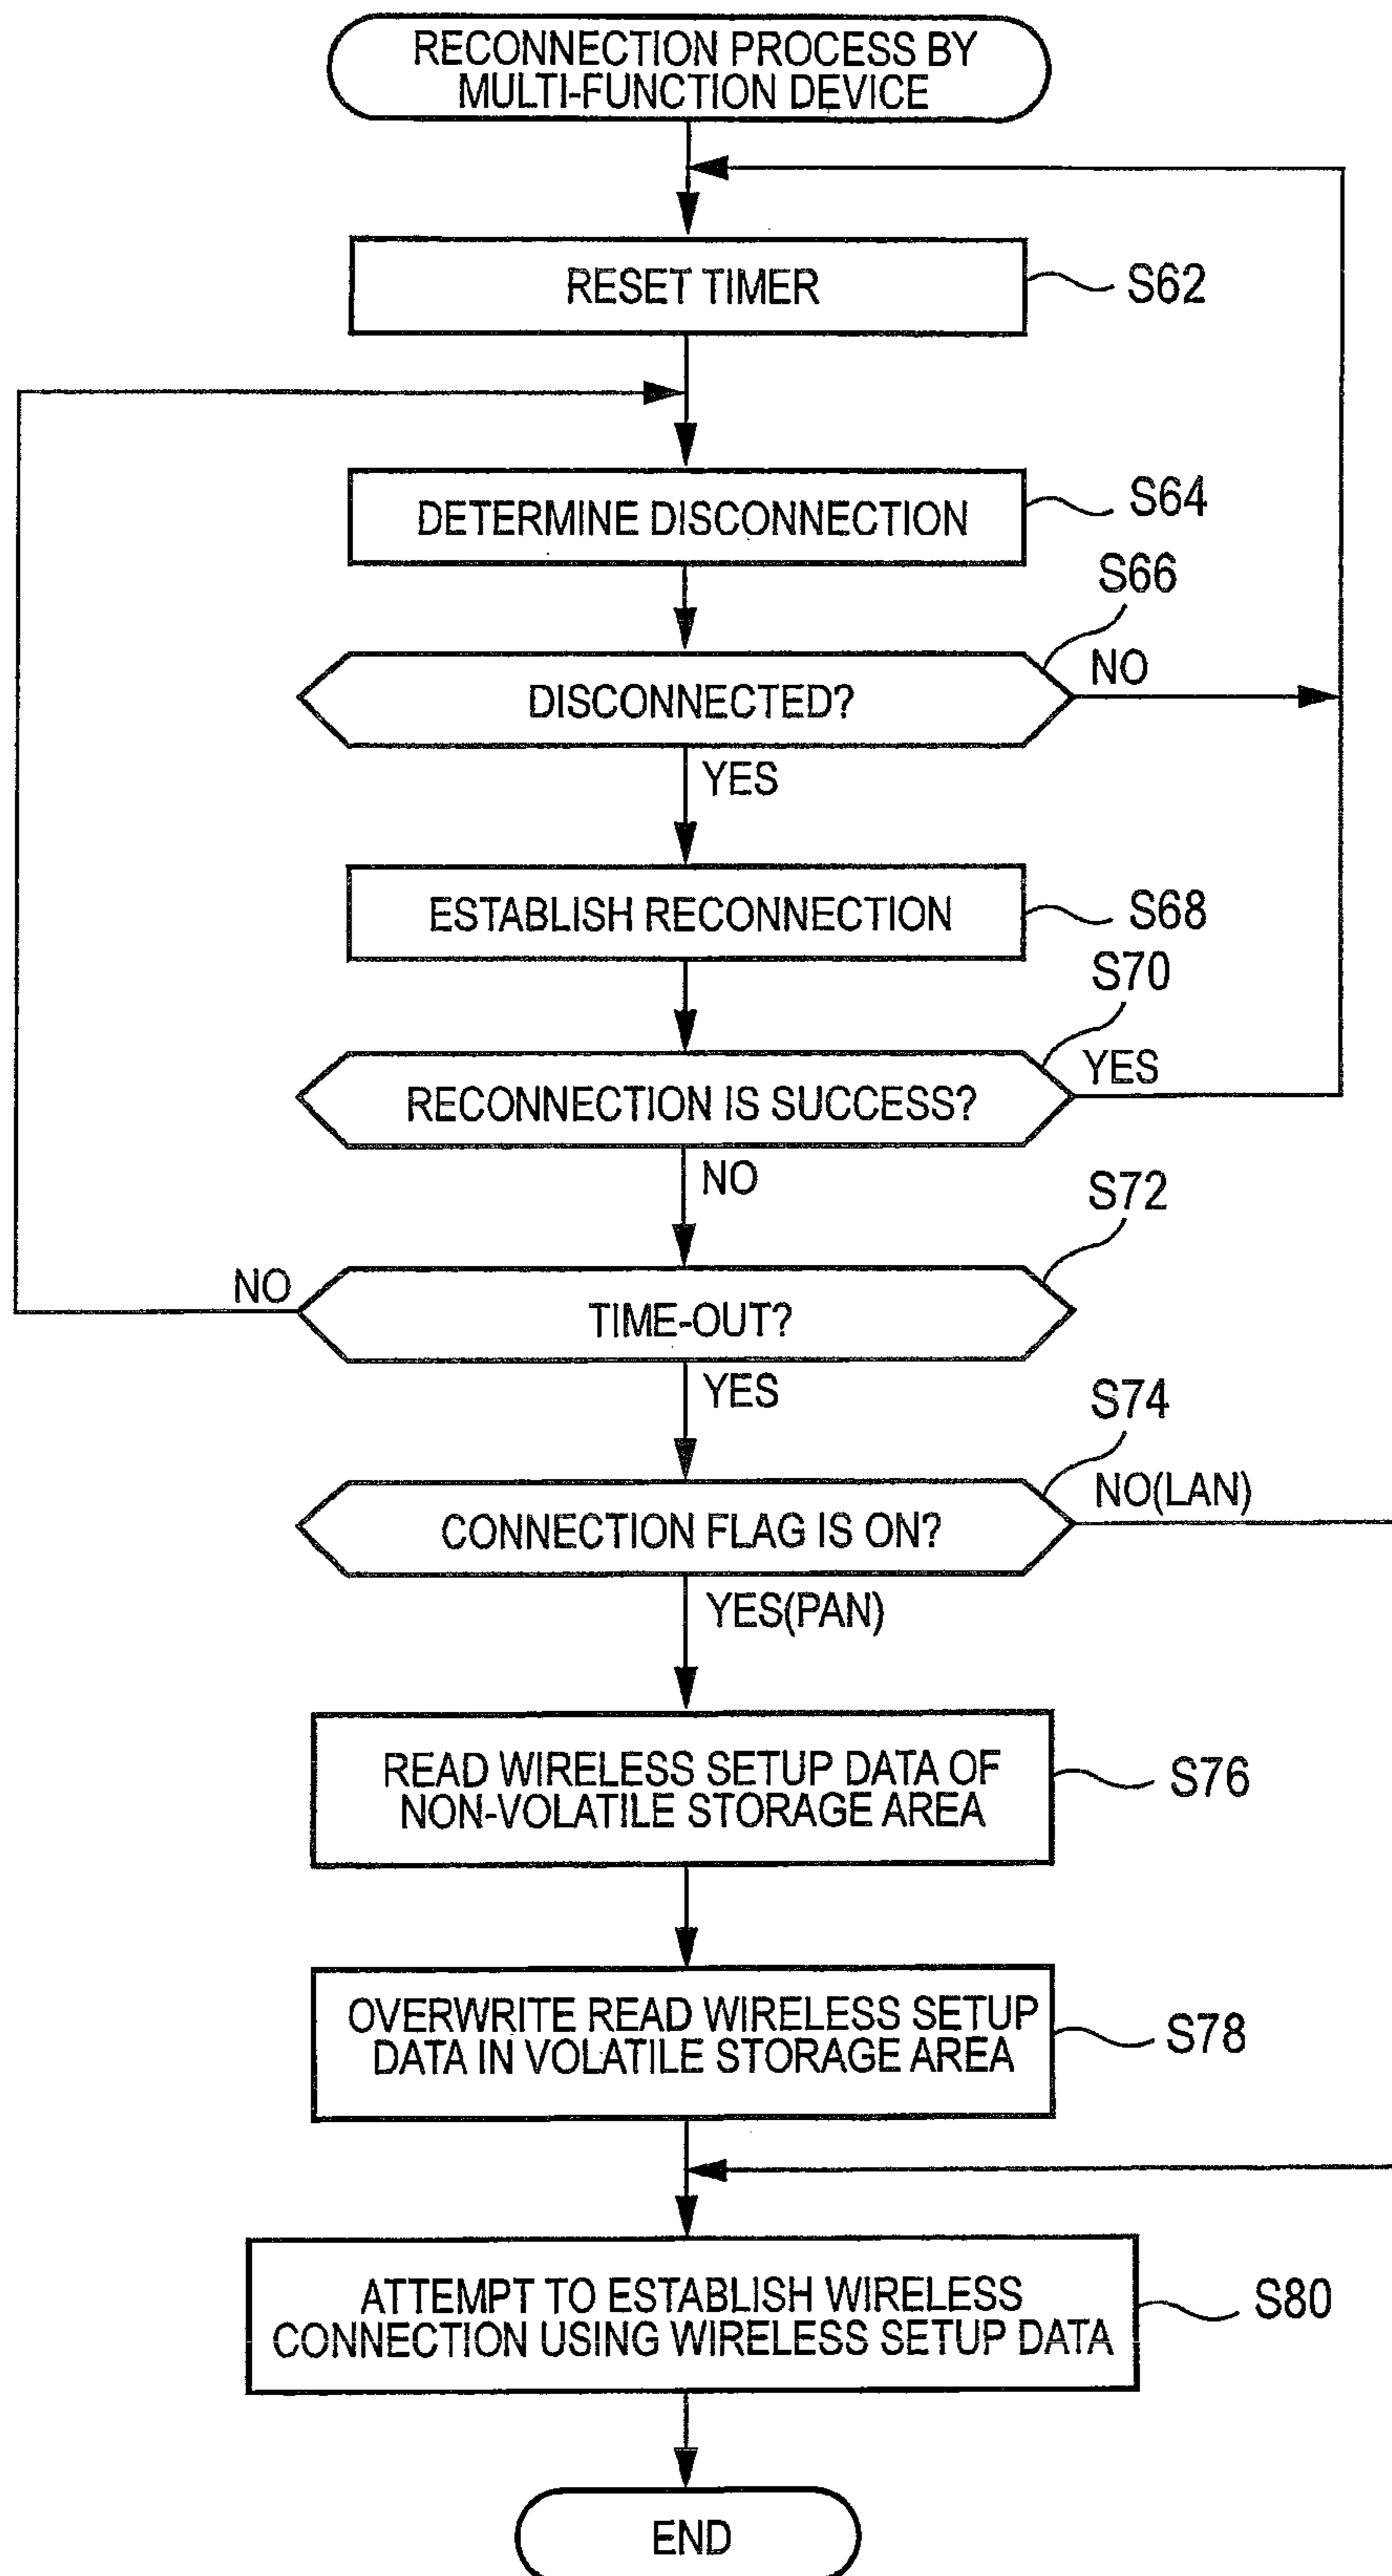 RECONNECTION PROCESS BY
MULTI-FUNCTION DEVICE
RESET TIMER
S62
DETERMINE DISCONNECTION
S64
S66
DISCONNECTED?
NO
YES
ESTABLISH RECONNECTION
S68
S70
RECONNECTION IS SUCCESS?
YES
NO
S72
NO
TIME-OUT?
YES
S74
CONNECTION FLAG IS ON?
NO(LAN)
YES(PAN)
READ WIRELESS SETUP DATA OF
NON-VOLATILE STORAGE AREA
S76
OVERWRITE READ WIRELESS SETUP
DATA IN VOLATILE STORAGE AREA
S78
ATTEMPT TO ESTABLISH WIRELESS
CONNECTION USING WIRELESS SETUP DATA
S80
END